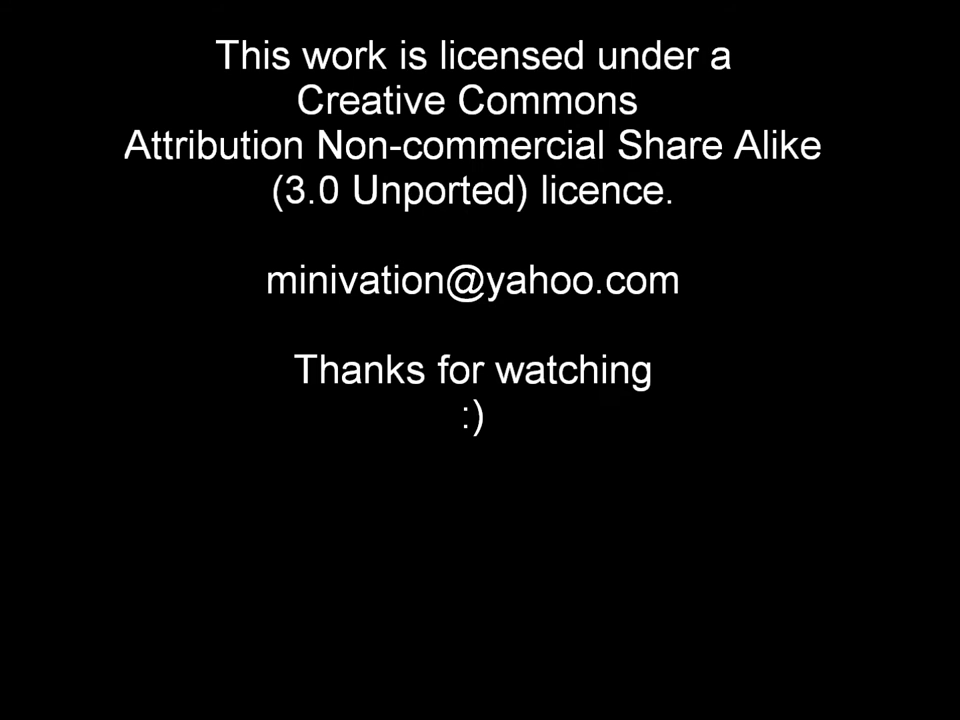 This work is licensed under a
Creative Commons
Attribution Non-commercial Share Alike
(3.0 Unported) licence.
minivation@yahoo.com
Thanks for watching
:)